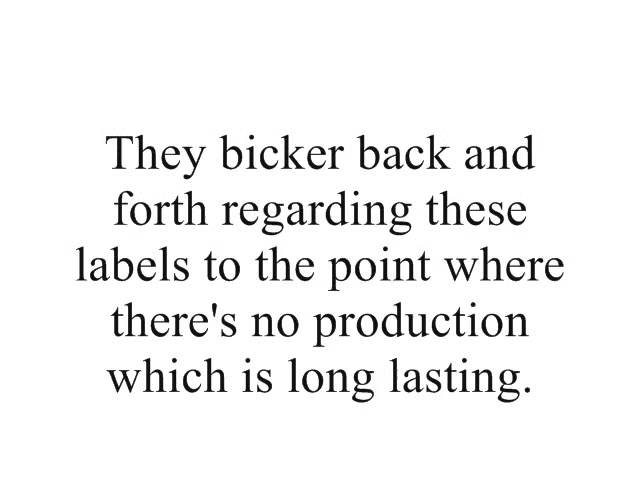 They bicker back and
forth regarding these
labels to the point where
there's no production
which is long lasting.